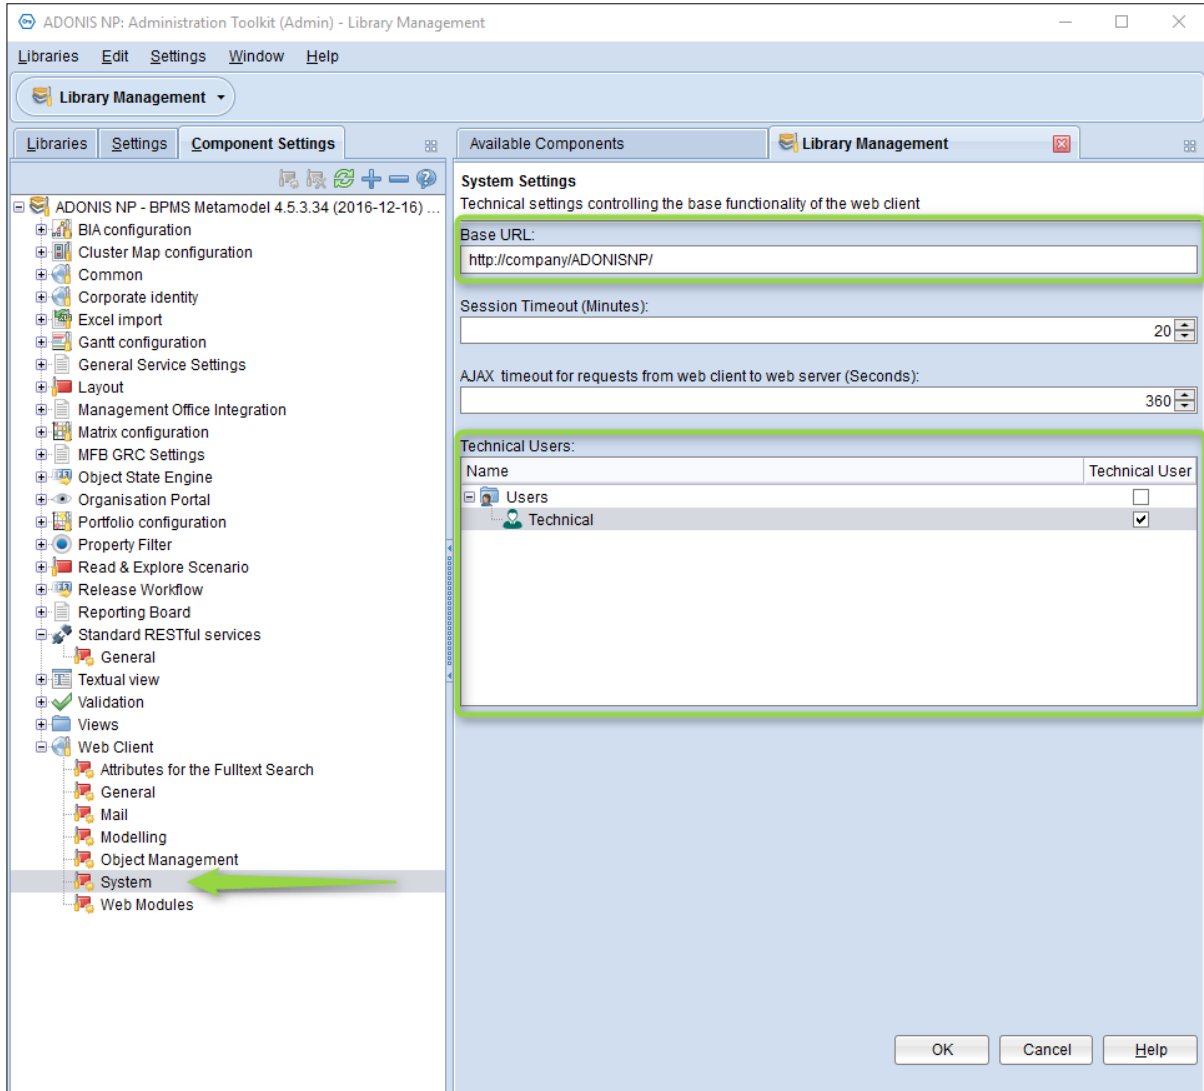 ADONIS NP: Administration Toolkit (Admin) - Library Management
Libraries Edit Settings Window Help
Library Management
Libraries Settings Component Settings
Available Components Library Management
ADONIS NP - BPMS Metamodel 4.5.3.34 (2016-12-16) ...
BIA configuration
Cluster Map configuration
Common
Corporate identity
Excel import
Gantt configuration
General Service Settings
Layout
Management Office Integration
Matrix configuration
MFB GRC Settings
Object State Engine
Organisation Portal
Portfolio configuration
Property Filter
Read & Explore Scenario
Release Workflow
Reporting Board
Standard RESTful services
General
Textual view
Validation
Views
Web Client
Attributes for the Fulltext Search
General
Mail
Modelling
Object Management
System
Web Modules
System Settings
Technical settings controlling the base functionality of the web client
Base URL:
http://company/ADONISNP/
Session Timeout (Minutes):
20
AJAX timeout for requests from web client to web server (Seconds):
360
Technical Users:
Name Technical User
Users
Technical
OK Cancel Help